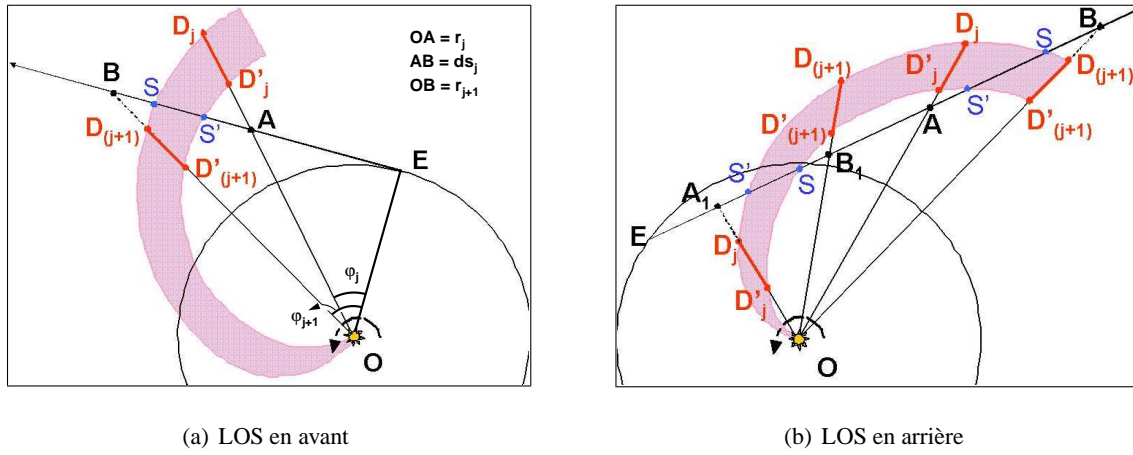 D_j
OA = r_j
AB = ds_j
OB = r_{j+1}
B
S
D'_j
D_{(j+1)}
S'
A
E
D'_{(j+1)}
φ_j
φ_{j+1}
O
B
D_j
S
D_{(j+1)}
D_{(j+1)}
D'_j
S'
A
D'_{(j+1)}
D'_{(j+1)}
B_1
S'
S
A_1
E
D_j
D'_j
O
(a) LOS en avant
(b) LOS en arrière